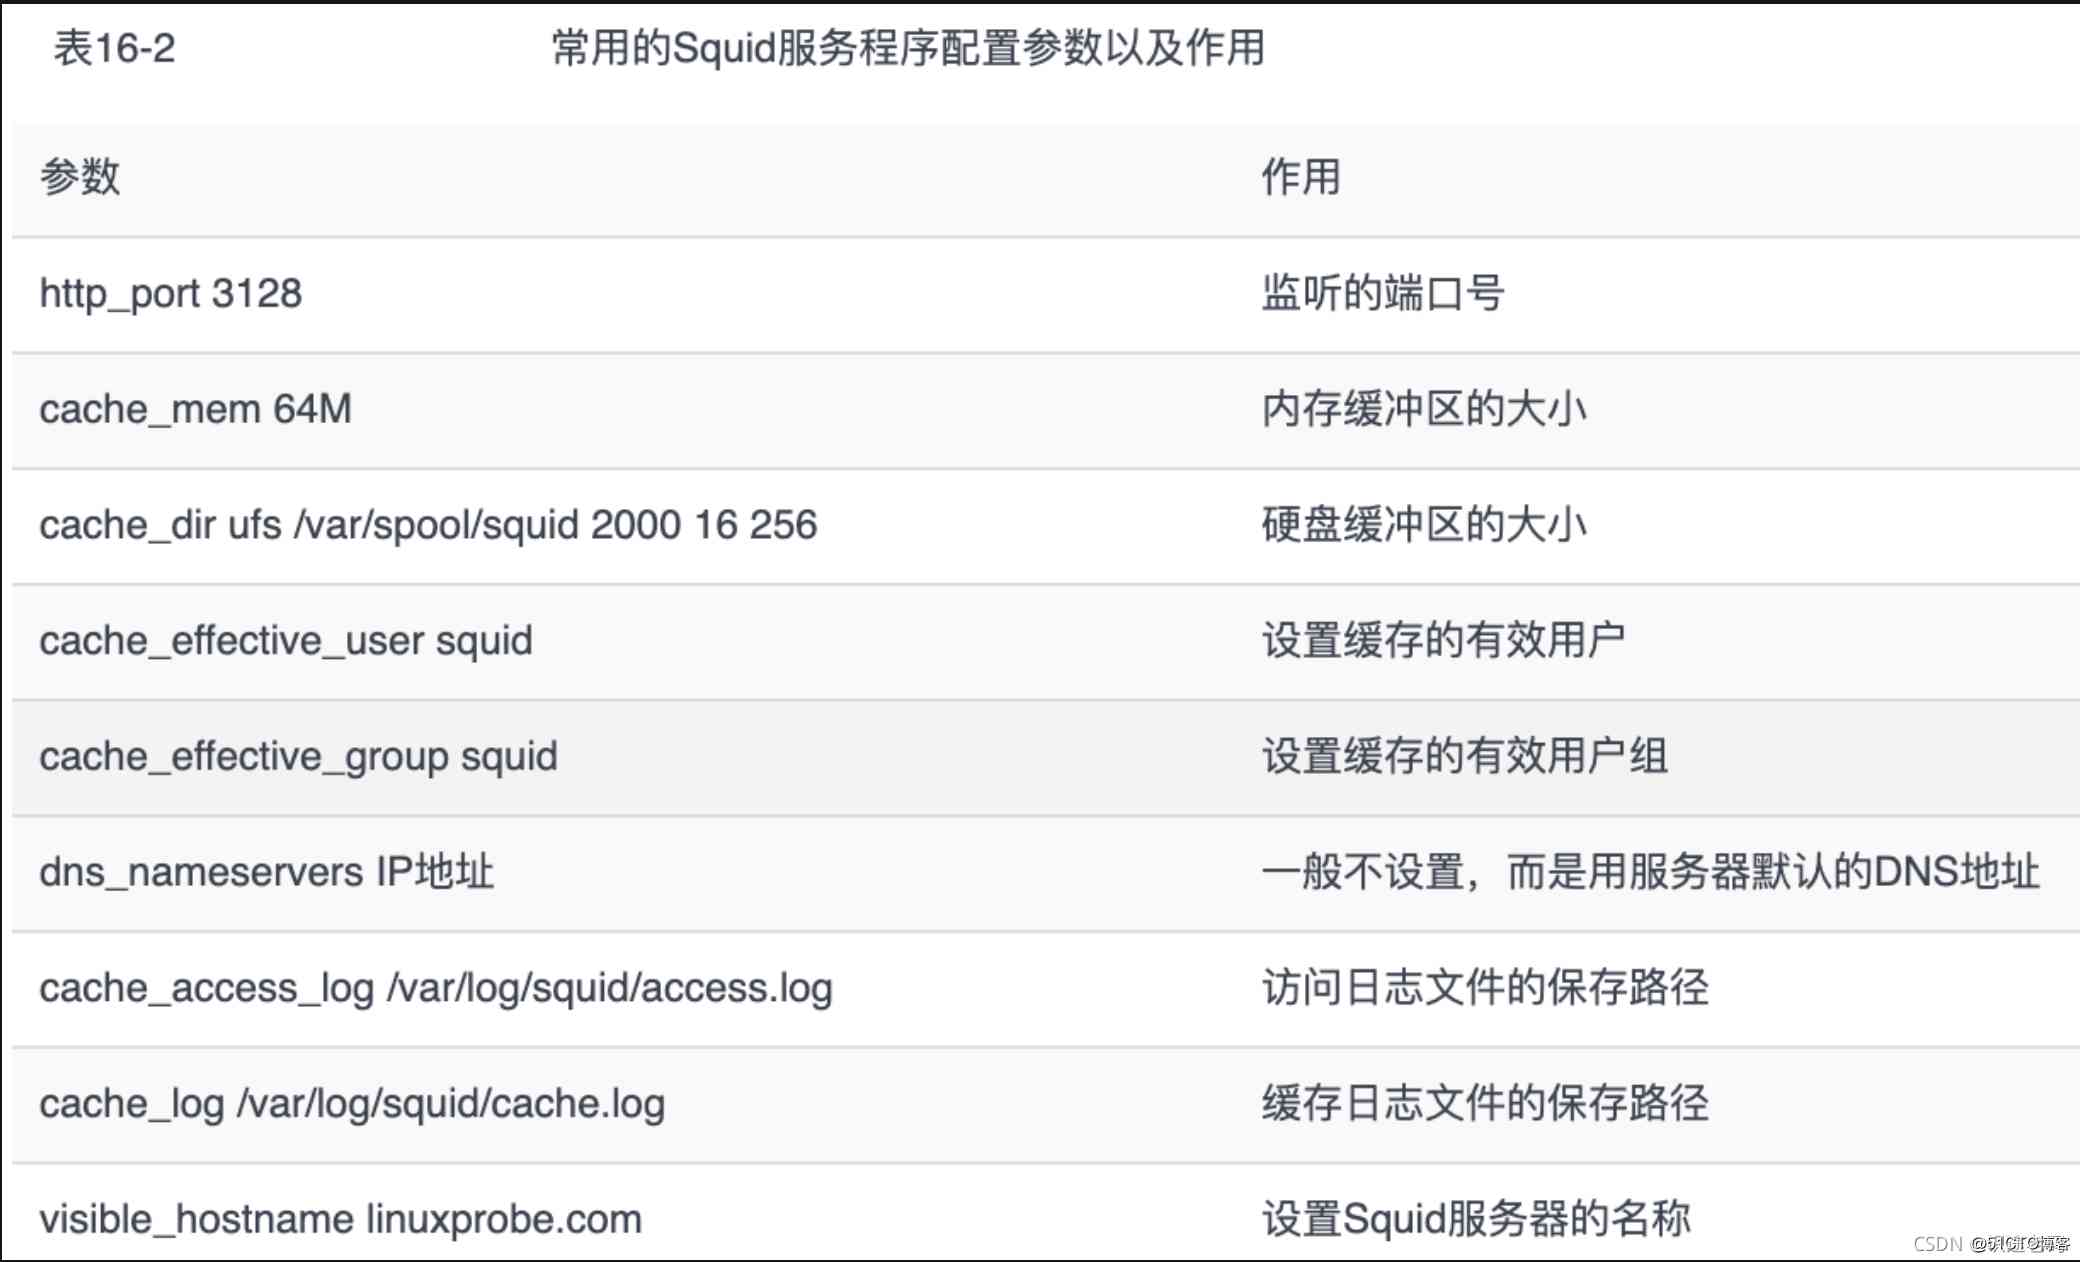 表16-2 常用的Squid服务程序配置参数以及作用
参数 作用
http_port 3128 监听的端口号
cache_mem 64M 内存缓冲区的大小
cache_dir ufs /var/spool/squid 2000 16 256 硬盘缓冲区的大小
cache_effective_user squid 设置缓存的有效用户
cache_effective_group squid 设置缓存的有效用户组
dns_nameservers IP地址 一般不设置，而是用服务器默认的DNS地址
cache_access_log /var/log/squid/access.log 访问日志文件的保存路径
cache_log /var/log/squid/cache.log 缓存日志文件的保存路径
visible_hostname linuxprobe.com 设置Squid服务器的名称
CSDN @51CTO博客